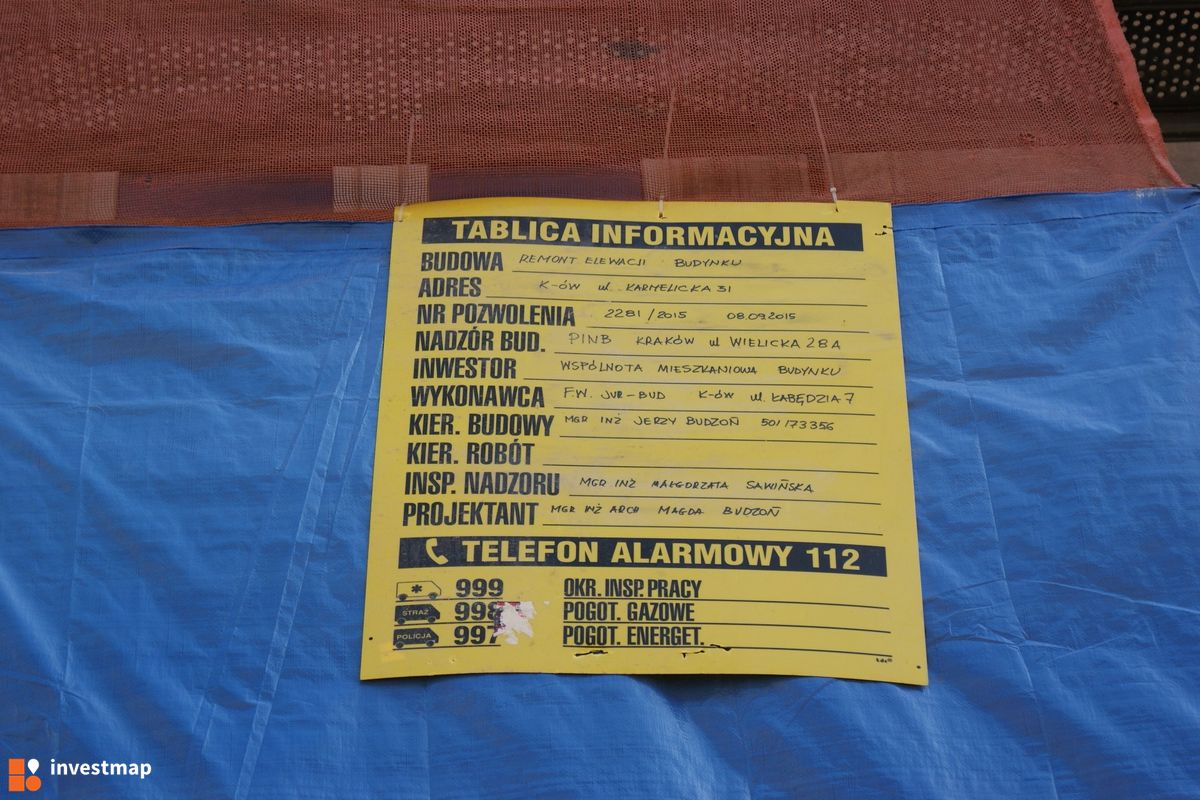 TABLICA INFORMACYJNA
BUDOWA REMONT ELEWACJI BUDYNKU
ADRES K-ÓW ul. KARMELICKA 31
NR POZWOLENIA 2281/2015 08.09.2015
NADZÓR BUD. PINB KRAKÓW ul WIELICKA 28A
INWESTOR WSPÓLNOTA MIESZKANIOWA BUDYNKU
WYKONAWCA F.W. JUR-BUD K-ÓW ul. ŁABĘDZIA 7
KIER. BUDOWY MGR INŻ JERZY BUDZOŃ 501173356
KIER. ROBÓT
INSP. NADZORU MGR INŻ MAŁGORZATA SAWIŃSKA
PROJEKTANT MGR INŻ ARCH MAGDA BUDZOŃ
TELEFON ALARMOWY 112
999 OKR. INSP. PRACY
STRAŻ 998 POGOT. GAZOWE
POLICJA 997 POGOT. ENERGET.
investmap